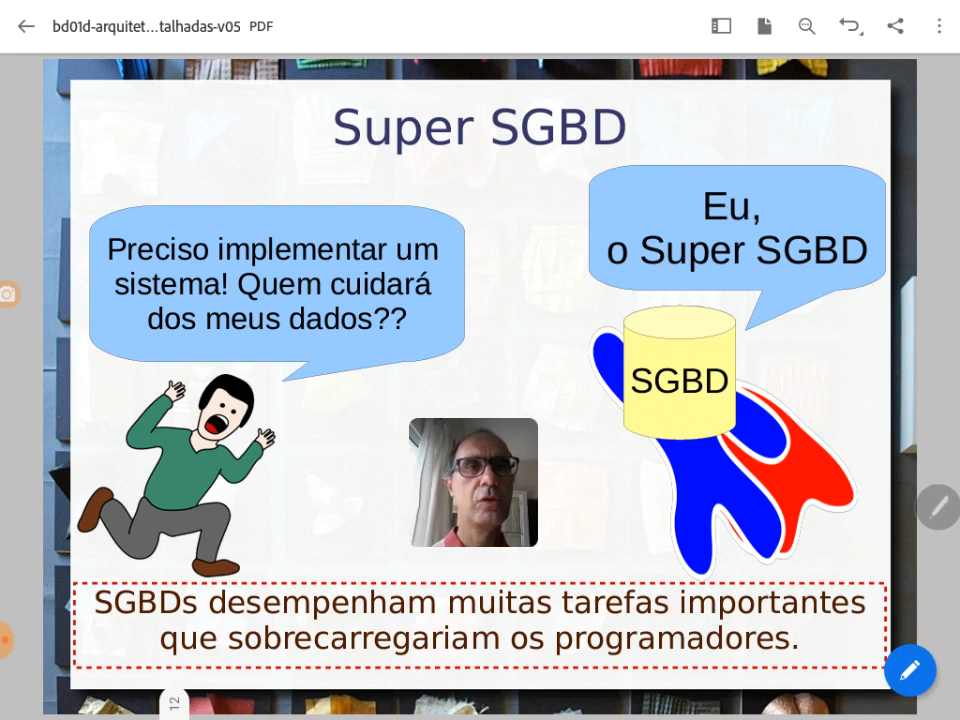 bd01d-arquitet...talhadas-v05 PDF
Super SGBD
Preciso implementar um
sistema! Quem cuidará
dos meus dados??
Eu,
o Super SGBD
SGBD
SGBDs desempenham muitas tarefas importantes
que sobrecarregariam os programadores.
12